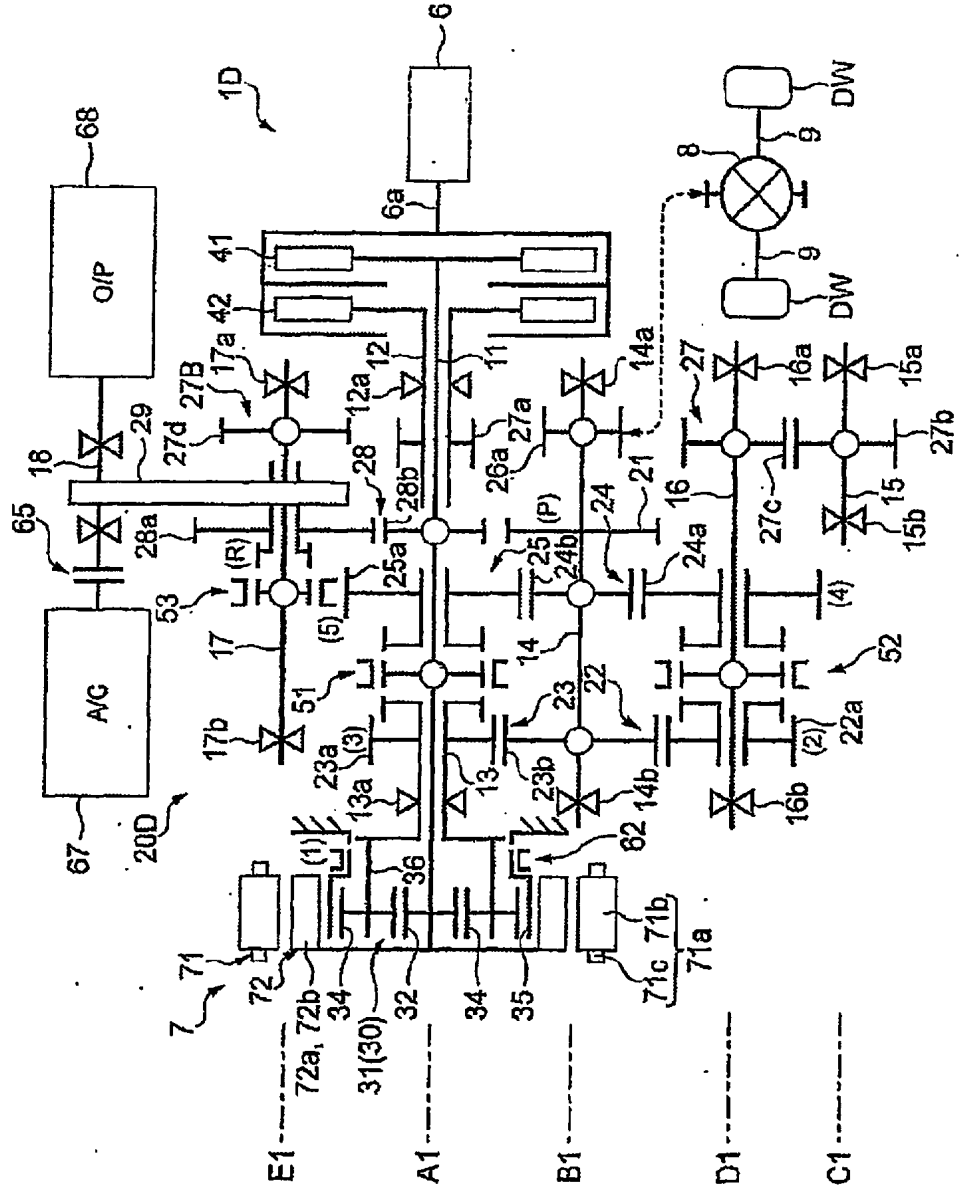 6
1D
68
O/P
6a
41
42
8
9
DW
9
DW
18
29
65
A/C
67
20D
17a
27B
27d
12
12a
11
28
28b
28a
27a
14a
26a
(R)
25a
(P)
21
53
(5)
17
25
24b
24
24a
16
27
16a
15a
27c
15
15b
27b
(4)
51
14
52
17b
23a
(3)
13a
13
23
23b
22
14b
(2)
22a
16b
(1)
62
36
71
7
72
72a, 72b
34
31(30)
32
34
35
71c
71b
71a
E1
A1
B1
D1
C1